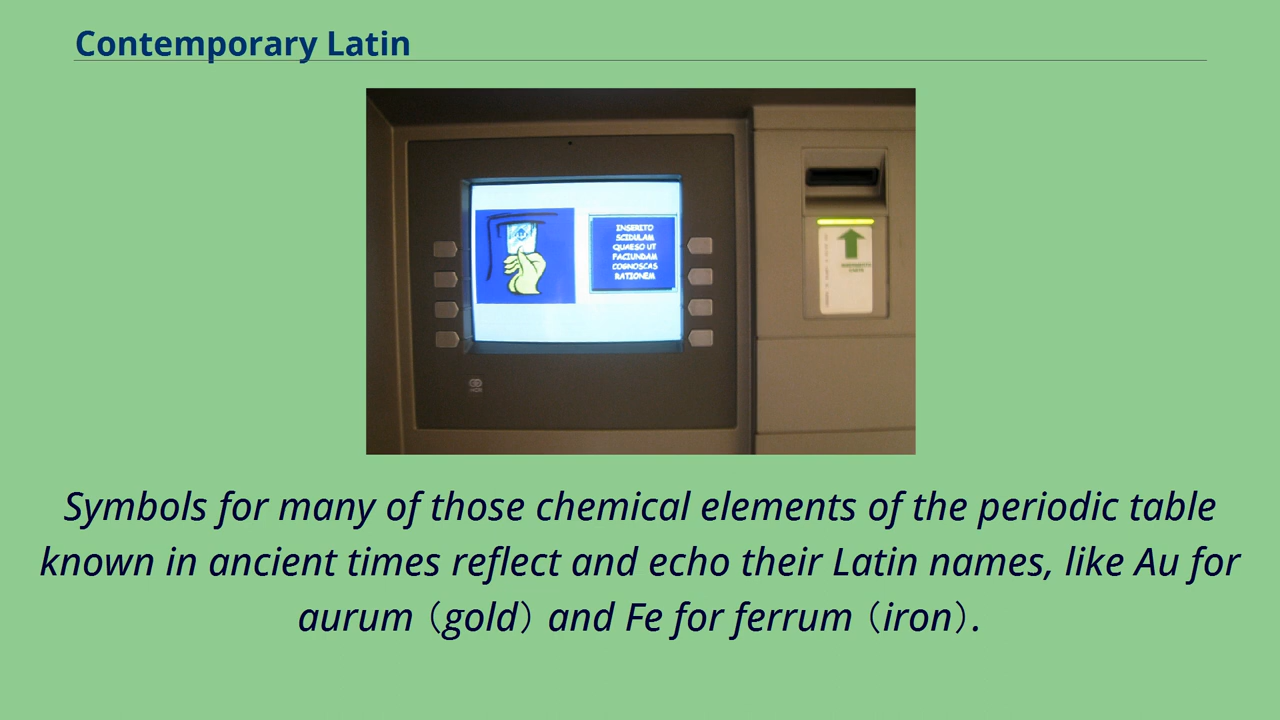 Contemporary Latin
INSERITO
SCIDULAM
QUAESO UT
FACIUNDAM
COGNOSCAS
RATIONEM
Symbols for many of those chemical elements of the periodic table
known in ancient times reflect and echo their Latin names, like Au for
aurum（gold）and Fe for ferrum（iron）.